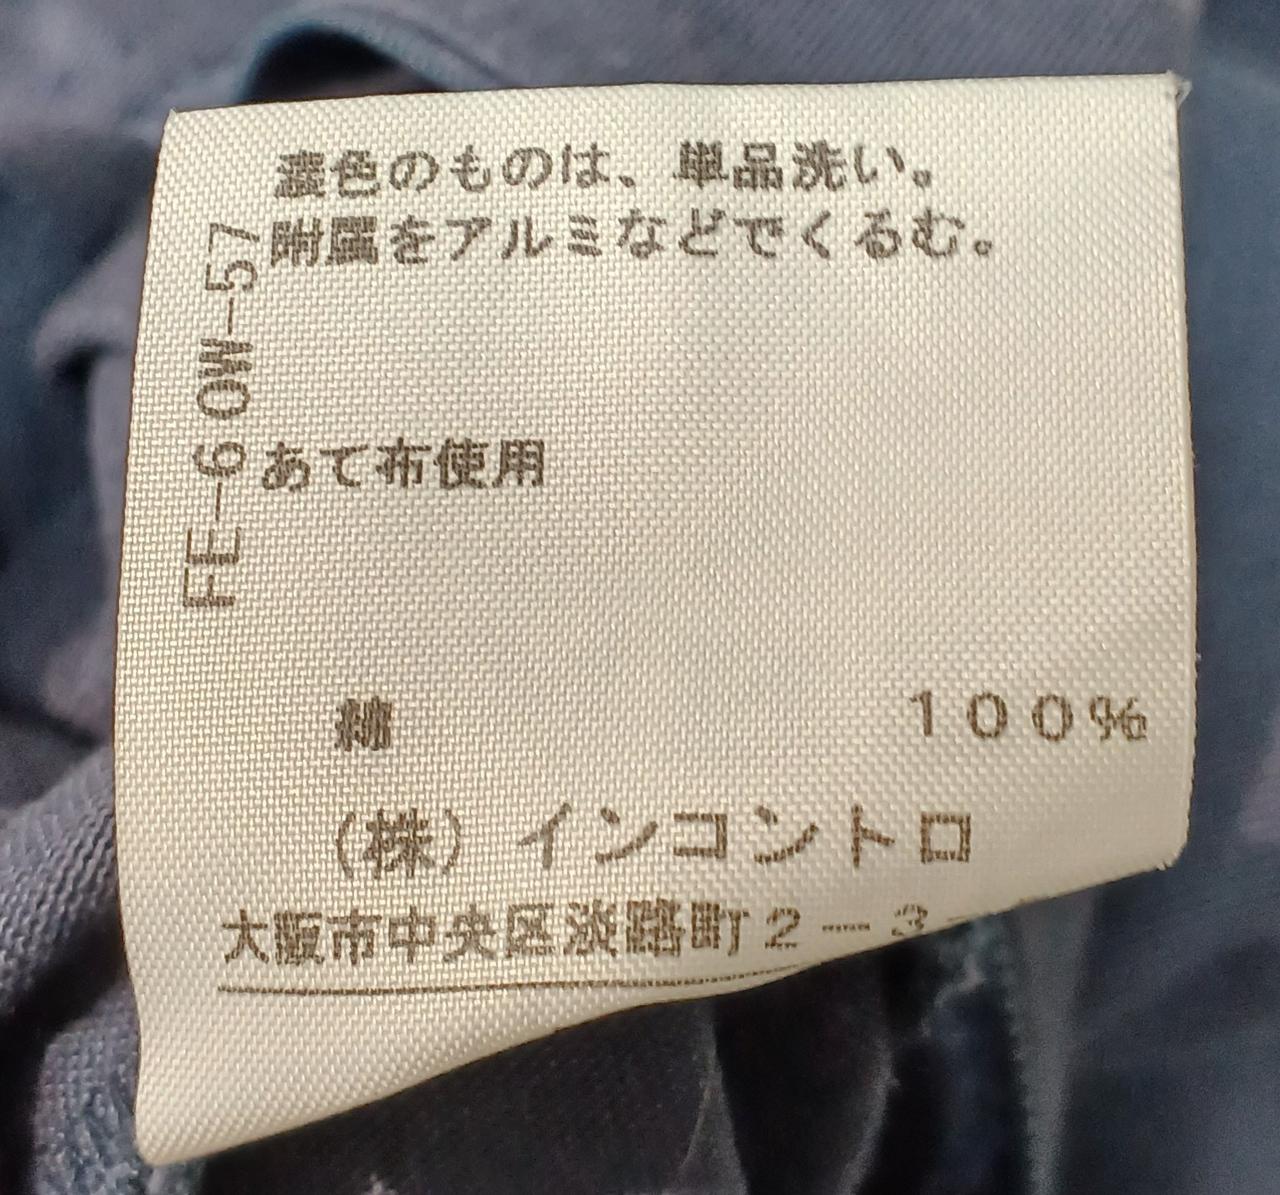 濃色のものは、単品洗い。
附属をアルミなどでくるむ。
あて布使用
FE-6 OW-57
綿 100%
(株)インコントロ
大阪市中央区淡路町2-3-